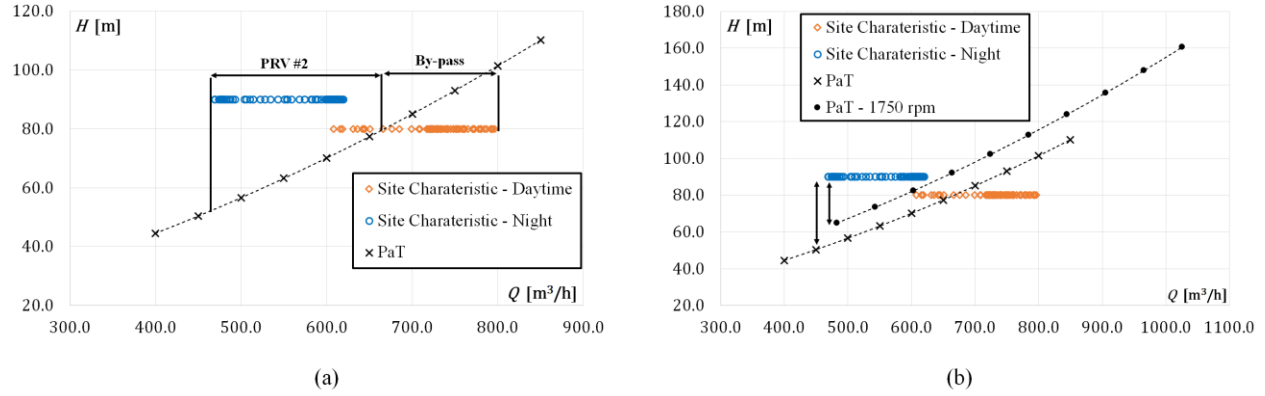 H [m]
120.0
100.0
80.0
60.0
40.0
20.0
PRV #2
By-pass
Site Charateristic - Daytime
Site Charecteristic - Night
PaT
Q [m³/h]
300.0 400.0 500.0 600.0 700.0 800.0 900.0
(a)
H [m]
180.0
160.0
140.0
120.0
100.0
80.0
60.0
40.0
20.0
Site Charateristic - Daytime
Site Charecteristic - Night
PaT
PaT - 1750 rpm
Q [m³/h]
300.0 400.0 500.0 600.0 700.0 800.0 900.0 1000.0 1100.0
(b)